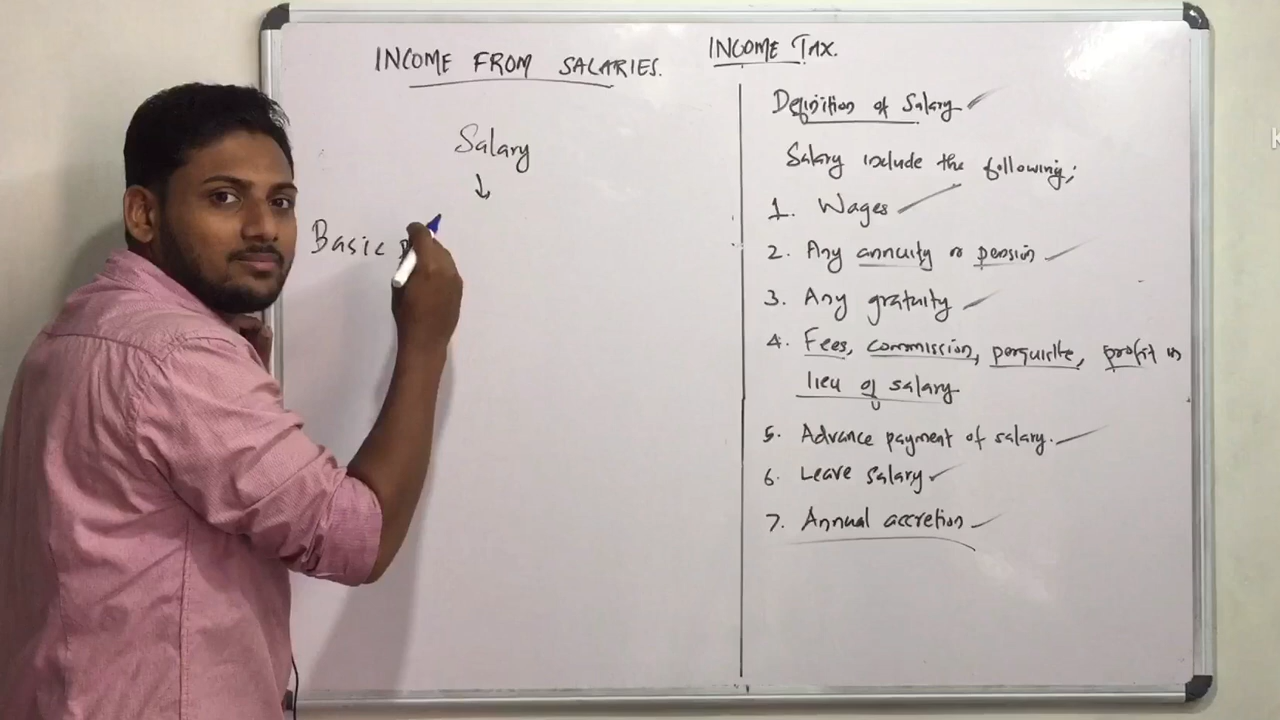 INCOME FROM SALARIES.
INCOME TAX.
Salary
↓
Basic
Definition of Salary
Salary include the following;
1. Wages
2. Any annuity or pension
3. Any gratuity
4. Fees, commission, perquisite, profit in
lieu of salary
5. Advance payment of salary.
6. Leave salary
7. Annual accretion